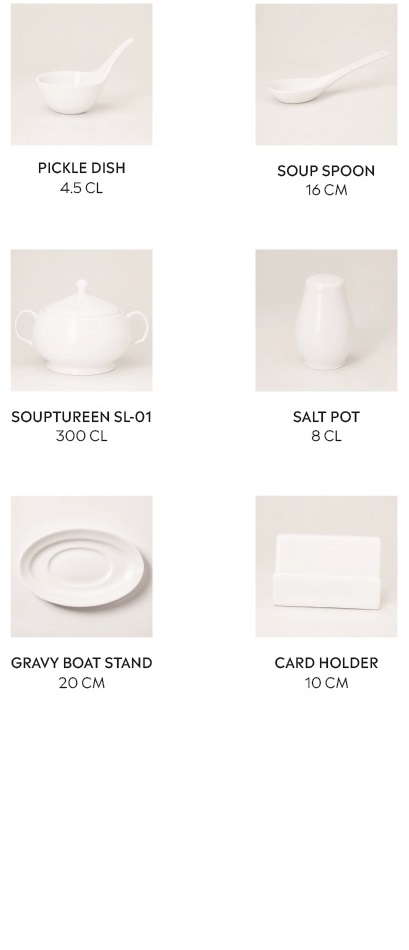 PICKLE DISH
4.5 CL
SOUP SPOON
16 CM
SOUPTUREEN SL-01
300 CL
SALT POT
8 CL
GRAVY BOAT STAND
20 CM
CARD HOLDER
10 CM